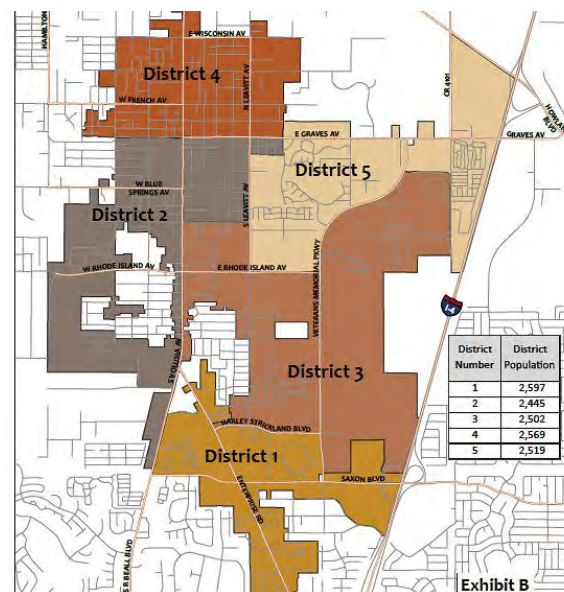 HAMILTON
E WISCONSIN AV
District 4
N LEAVITT AV
CR 4101
HOWLAND
BLVD
W FRENCH AV
E GRAVES AV
GRAVES AV
District 5
W BLUE
SPRINGS AV
District 2
S LEAVITT AV
VETERANS MEMORIAL PKWY
W RHODE ISLAND AV
E RHODE ISLAND AV
S VOLUSIA AV
District 3
District
Number
District
Population
1 2,597
2 2,445
3 2,502
4 2,569
5 2,519
HARLEY STRICKLAND BLVD
District 1
ENTERPRISE RD
SAXON BLVD
S R BEALL BLVD
Exhibit B